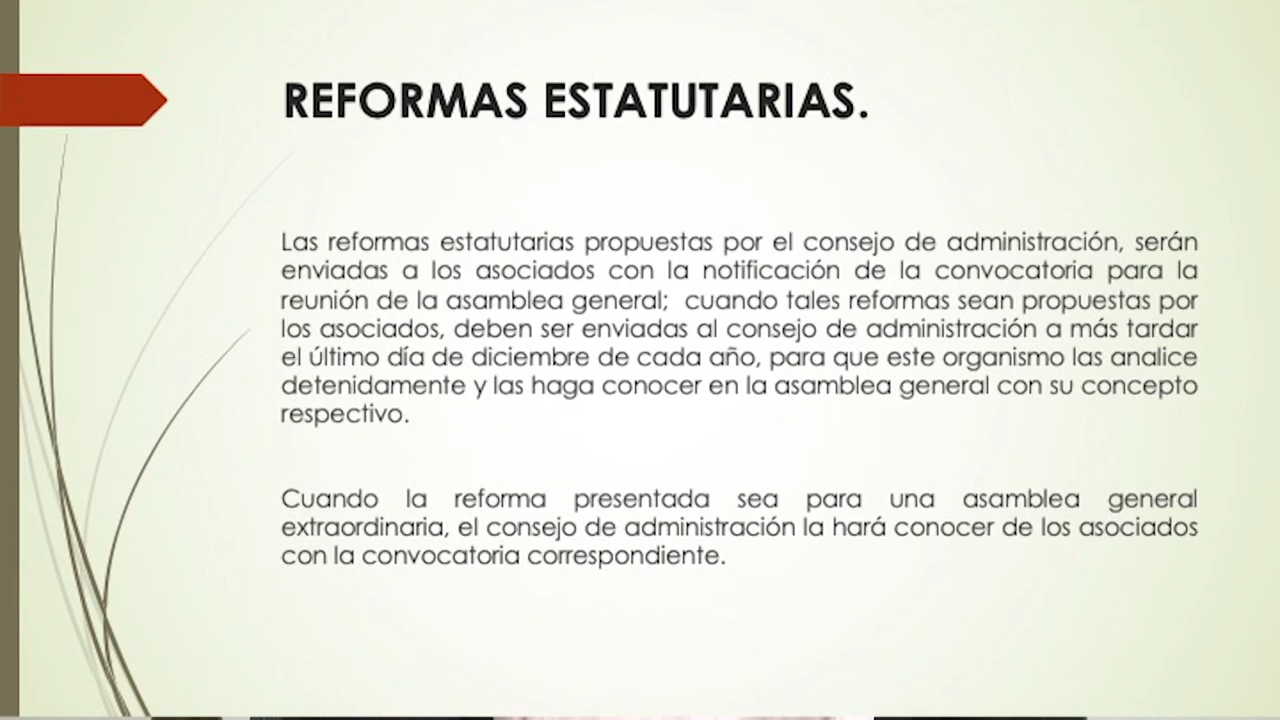 REFORMAS ESTATUTARIAS.
Las reformas estatutarias propuestas por el consejo de administración, serán
enviadas a los asociados con la notificación de la convocatoria para la
reunión de la asamblea general; cuando tales reformas sean propuestas por
los asociados, deben ser enviadas al consejo de administración a más tardar
el último día de diciembre de cada año, para que este organismo las analice
detenidamente y las haga conocer en la asamblea general con su concepto
respectivo.
Cuando la reforma presentada sea para una asamblea general
extraordinaria, el consejo de administración la hará conocer de los asociados
con la convocatoria correspondiente.